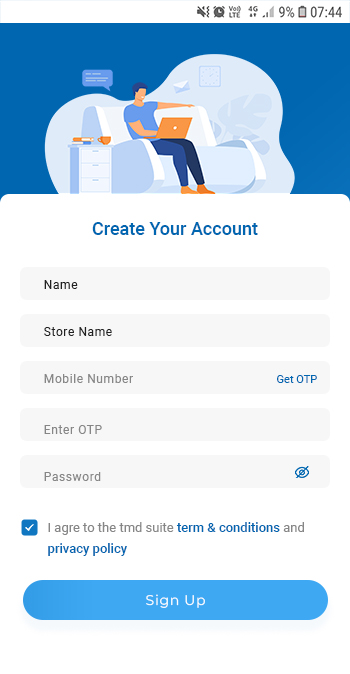 Vo)) 4G 9% 07:44
LTE
Create Your Account
Name
Store Name
Mobile Number Get OTP
Enter OTP
Password
I agre to the tmd suite term & conditions and
privacy policy
Sign Up